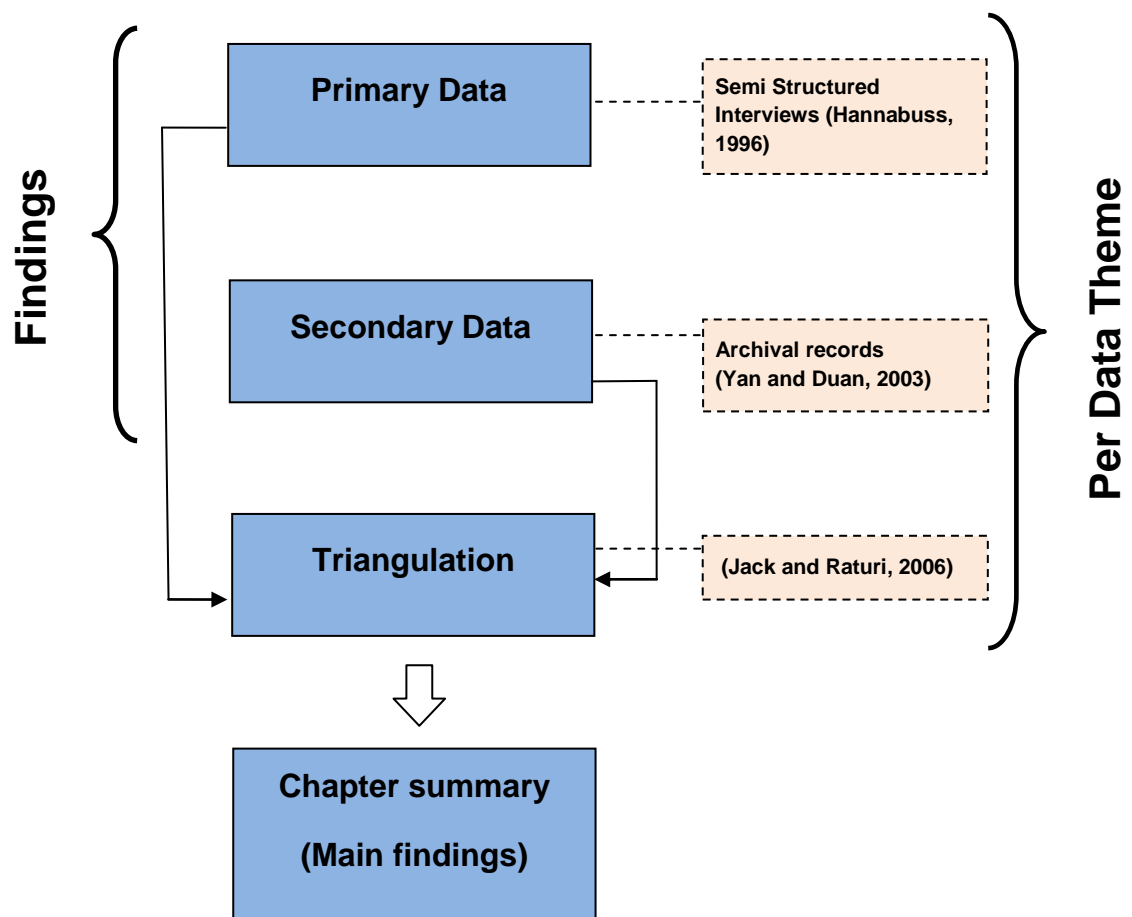 Findings
Primary Data
Semi Structured
Interviews (Hannabuss,
1996)
Secondary Data
Archival records
(Yan and Duan, 2003)
Triangulation
(Jack and Raturi, 2006)
Per Data Theme
Chapter summary
(Main findings)